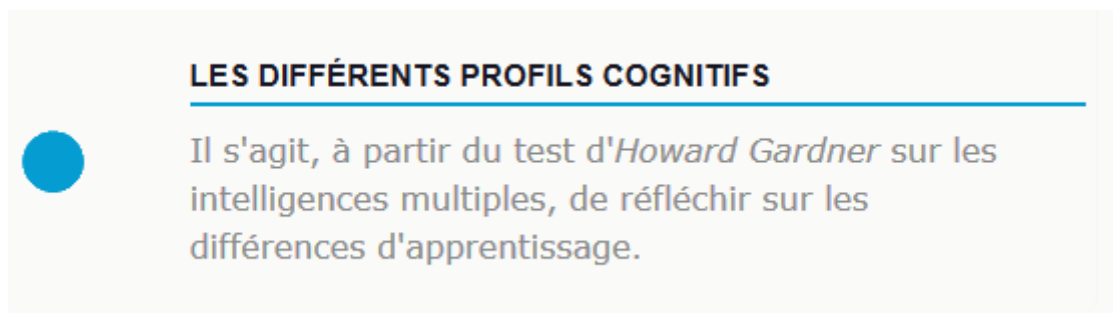 LES DIFFÉRENTS PROFILS COGNITIFS
Il s'agit, à partir du test d'Howard Gardner sur les
intelligences multiples, de réfléchir sur les
différences d'apprentissage.